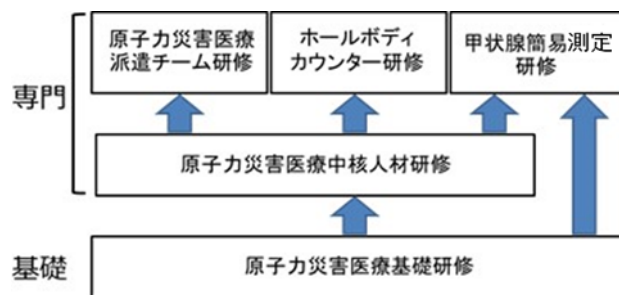 原子力災害医療
派遣チーム研修
ホールボディ
カウンター研修
甲状腺簡易測定
研修
専門
原子力災害医療中核人材研修
基礎
原子力災害医療基礎研修